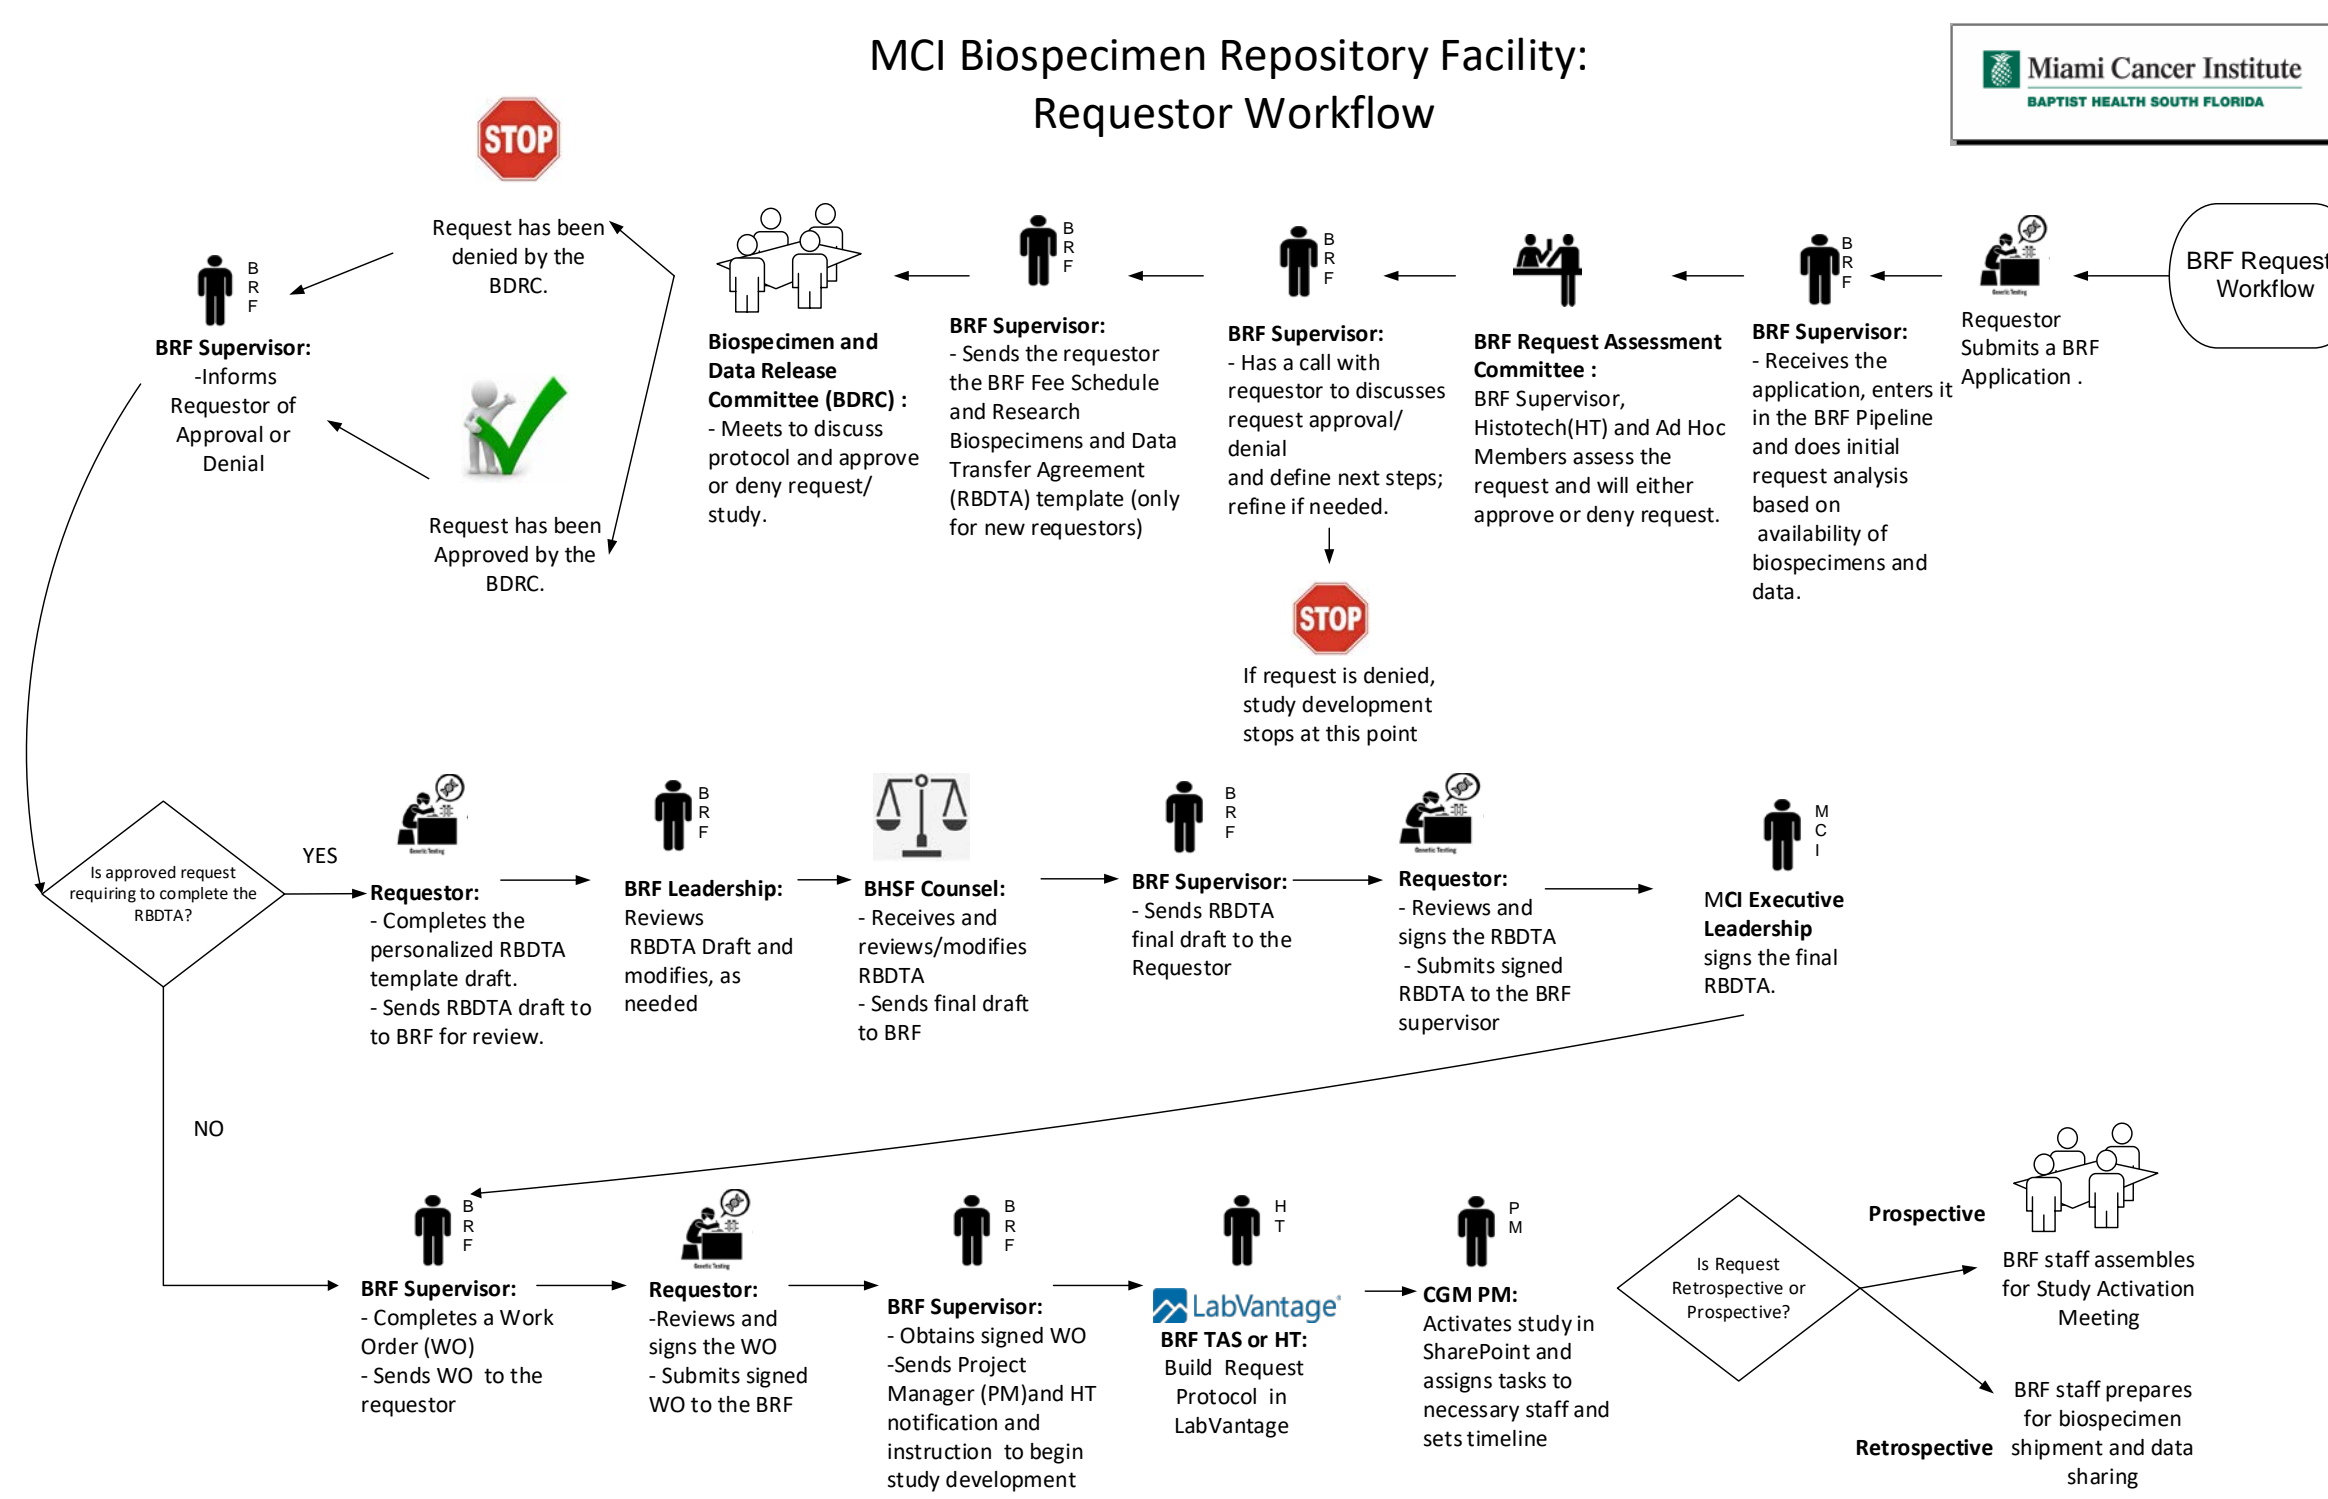 MCI Biospecimen Repository Facility:
Requestor Workflow
Miami Cancer Institute
BAPTIST HEALTH SOUTH FLORIDA
BRF Request
Workflow
Genetic Testing
Requestor
Submits a BRF
Application .
B
R
F
BRF Supervisor:
- Receives the
application, enters it
in the BRF Pipeline
and does initial
request analysis
based on
availability of
biospecimens and
data.
BRF Request Assessment
Committee :
BRF Supervisor,
Histotech(HT) and Ad Hoc
Members assess the
request and will either
approve or deny request.
B
R
F
BRF Supervisor:
- Has a call with
requestor to discusses
request approval/
denial
and define next steps;
refine if needed.
STOP
If request is denied,
study development
stops at this point
B
R
F
BRF Supervisor:
- Sends the requestor
the BRF Fee Schedule
and Research
Biospecimens and Data
Transfer Agreement
(RBDTA) template (only
for new requestors)
Biospecimen and
Data Release
Committee (BDRC) :
- Meets to discuss
protocol and approve
or deny request/
study.
STOP
Request has been
denied by the
BDRC.
Request has been
Approved by the
BDRC.
B
R
F
BRF Supervisor:
-Informs
Requestor of
Approval or
Denial
Is approved request
requiring to complete the
RBDTA?
YES
Genetic Testing
Requestor:
- Completes the
personalized RBDTA
template draft.
- Sends RBDTA draft to
to BRF for review.
B
R
F
BRF Leadership:
Reviews
RBDTA Draft and
modifies, as
needed
BHSF Counsel:
- Receives and
reviews/modifies
RBDTA
- Sends final draft
to BRF
B
R
F
BRF Supervisor:
- Sends RBDTA
final draft to the
Requestor
Genetic Testing
Requestor:
- Reviews and
signs the RBDTA
- Submits signed
RBDTA to the BRF
supervisor
M
C
I
MCI Executive
Leadership
signs the final
RBDTA.
NO
B
R
F
BRF Supervisor:
- Completes a Work
Order (WO)
- Sends WO to the
requestor
Genetic Testing
Requestor:
-Reviews and
signs the WO
- Submits signed
WO to the BRF
B
R
F
BRF Supervisor:
- Obtains signed WO
-Sends Project
Manager (PM)and HT
notification and
instruction to begin
study development
H
T
LabVantage®
BRF TAS or HT:
Build Request
Protocol in
LabVantage
P
M
CGM PM:
Activates study in
SharePoint and
assigns tasks to
necessary staff and
sets timeline
Is Request
Retrospective or
Prospective?
Prospective
BRF staff assembles
for Study Activation
Meeting
Retrospective
BRF staff prepares
for biospecimen
shipment and data
sharing